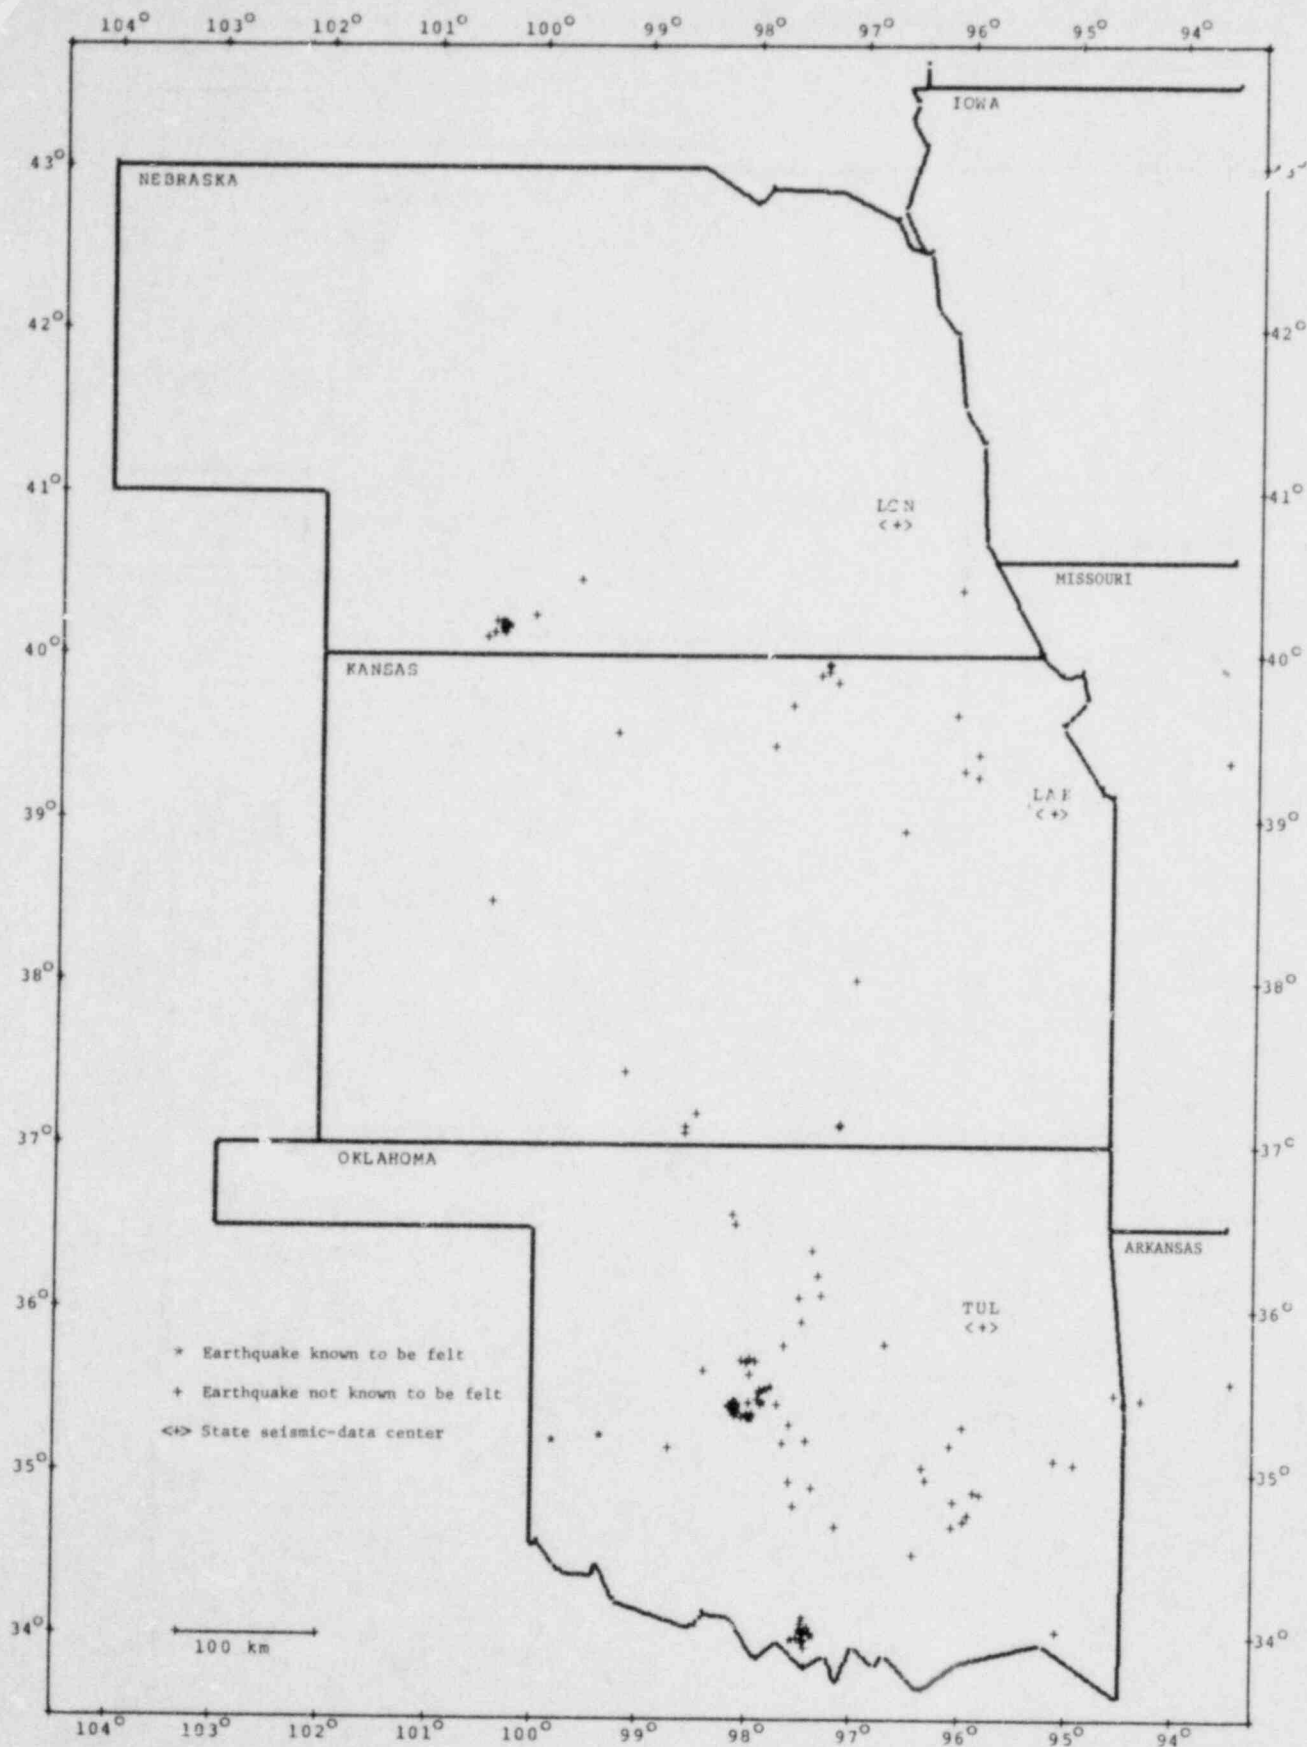 104° 103° 102° 101° 100° 99° 98° 97° 96° 95° 94°
IOWA
43°
NEBRASKA
42° 42°
41° 41°
LCN
<+>
MISSOURI
40° 40°
KANSAS
39° 39°
<+>
38° 38°
37° 37°
OKLAHOMA
ARKANSAS
36° 36°
TUL
<+>
* Earthquake known to be felt
+ Earthquake not known to be felt
<+> State seismic-data center
35° 35°
34° 34°
100 km
104° 103° 102° 101° 100° 99° 98° 97° 96° 95° 94°